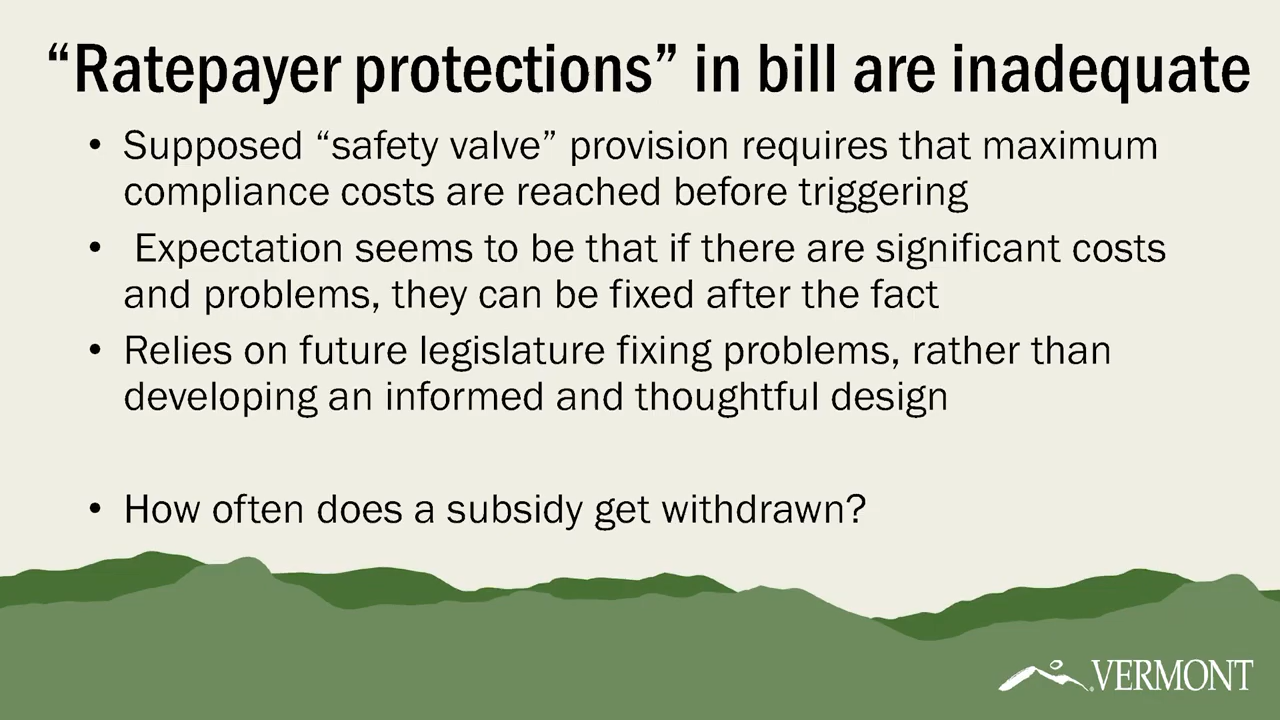 “Ratepayer protections” in bill are inadequate
• Supposed “safety valve” provision requires that maximum
compliance costs are reached before triggering
• Expectation seems to be that if there are significant costs
and problems, they can be fixed after the fact
• Relies on future legislature fixing problems, rather than
developing an informed and thoughtful design
• How often does a subsidy get withdrawn?
VERMONT